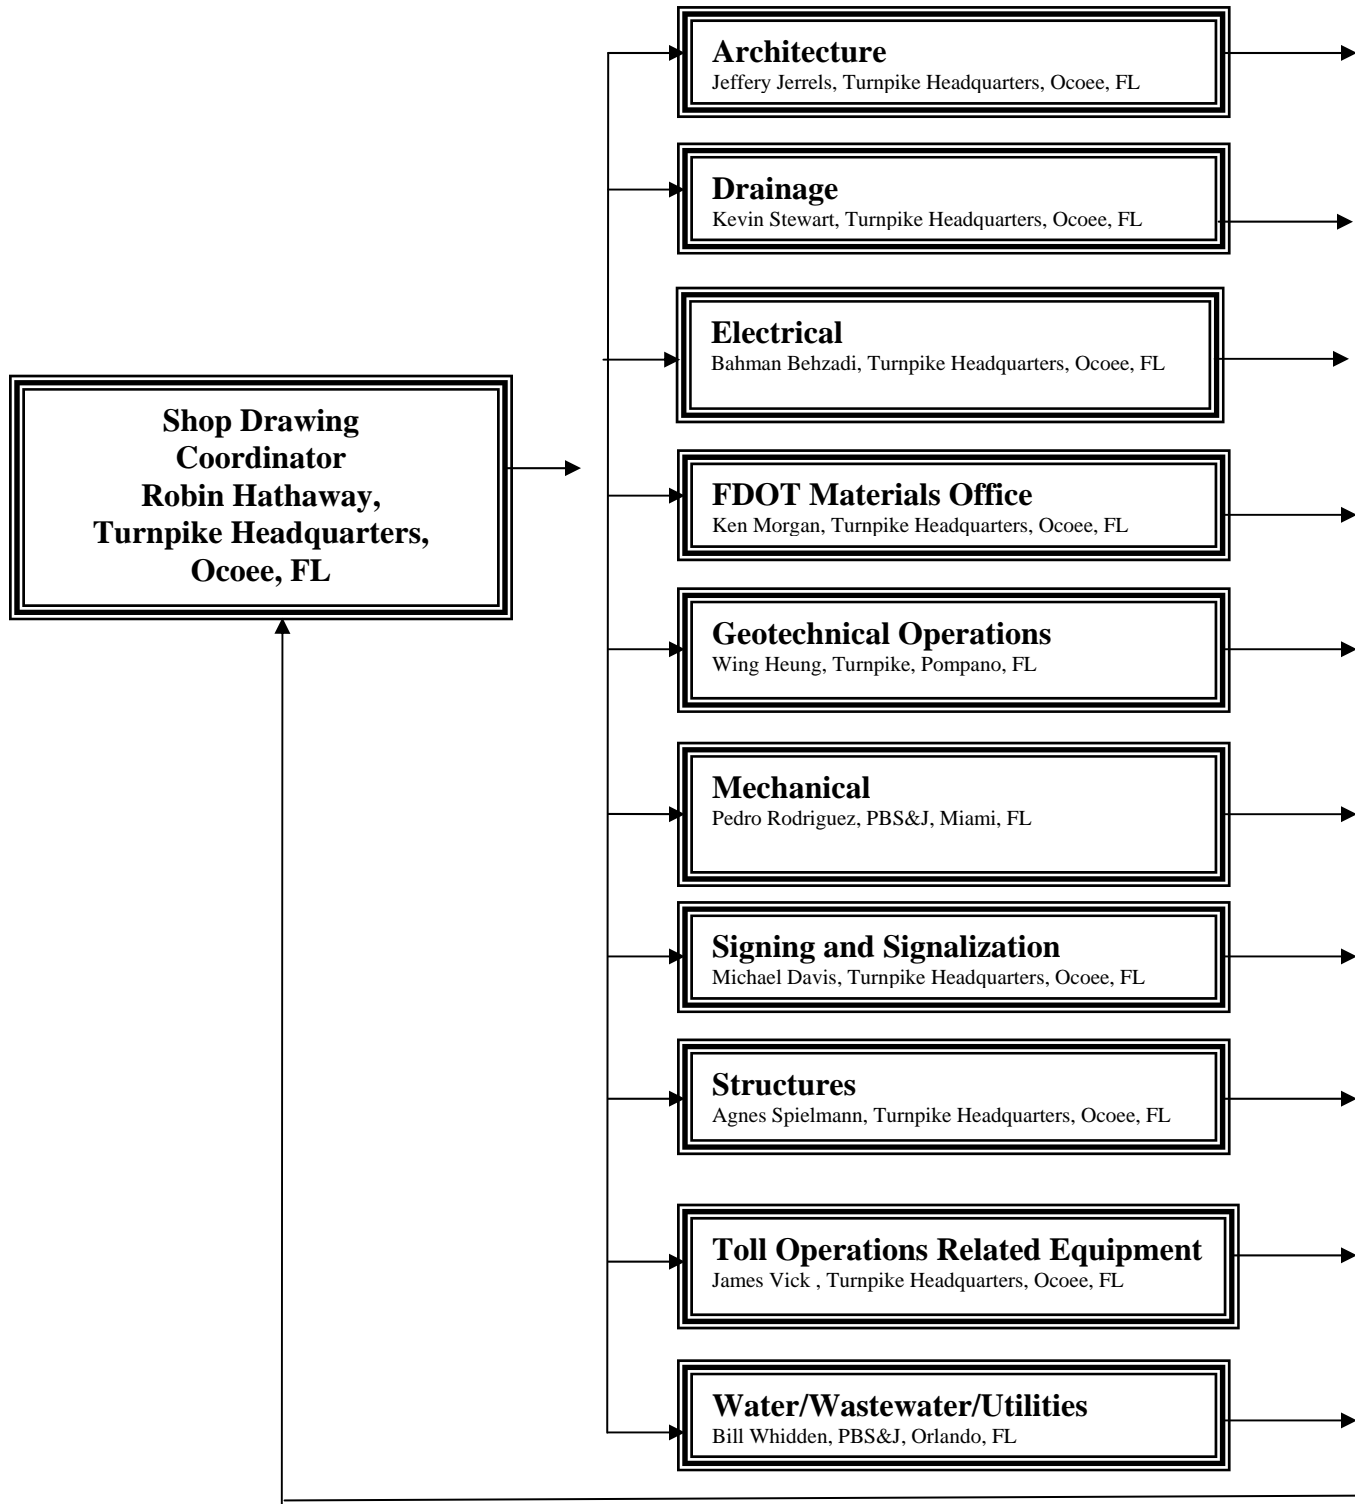 Architecture
Jeffery Jerrels, Turnpike Headquarters, Ocoee, FL
Drainage
Kevin Stewart, Turnpike Headquarters, Ocoee, FL
Electrical
Bahman Behzadi, Turnpike Headquarters, Ocoee, FL
Shop Drawing
Coordinator
Robin Hathaway,
Turnpike Headquarters,
Ocoee, FL
FDOT Materials Office
Ken Morgan, Turnpike Headquarters, Ocoee, FL
Geotechnical Operations
Wing Heung, Turnpike, Pompano, FL
Mechanical
Pedro Rodriguez, PBS&J, Miami, FL
Signing and Signalization
Michael Davis, Turnpike Headquarters, Ocoee, FL
Structures
Agnes Spielmann, Turnpike Headquarters, Ocoee, FL
Toll Operations Related Equipment
James Vick , Turnpike Headquarters, Ocoee, FL
Water/Wastewater/Utilities
Bill Whidden, PBS&J, Orlando, FL